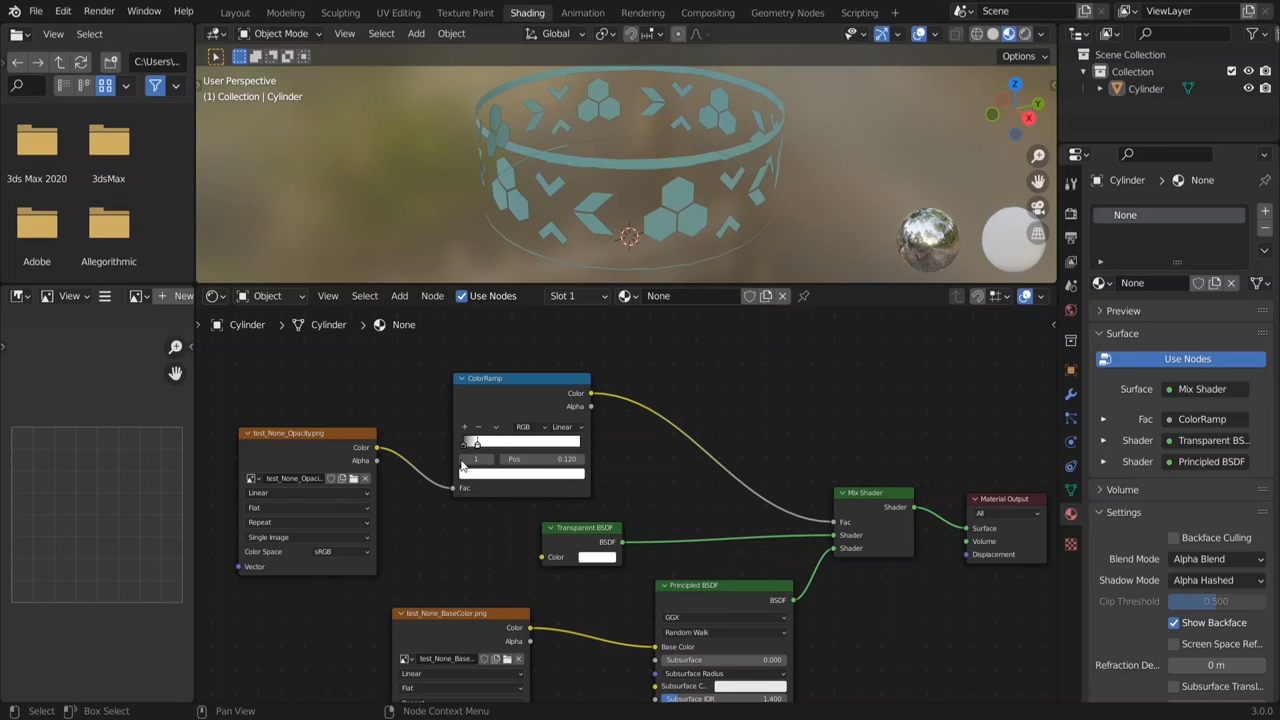 File Edit Render Window Help Layout Modeling Sculpting UV Editing Texture Paint Shading Animation Rendering Compositing Geometry Nodes Scripting Scene ViewLayer
View Select Object Mode View Select Add Object Global
C:\Users\... Options
User Perspective
(1) Collection | Cylinder
Z
Y
X
3ds Max 2020 3dsMax
Adobe Allegorithmic
Scene Collection
Collection
Cylinder
Cylinder None
None
None
Preview
Surface
Use Nodes
Surface Mix Shader
Fac ColorRamp
Shader Transparent BS...
Shader Principled BSDF
Volume
Settings
Backface Culling
Blend Mode Alpha Blend
Shadow Mode Alpha Hashed
Clip Threshold 0.500
Show Backface
Screen Space Ref...
Refraction De... 0 m
Subsurface Transl...
View New
Object View Select Add Node Use Nodes Slot 1 None
Cylinder Cylinder None
ColorRamp
Color
Alpha
RGB Linear
1 Pos 0.120
Fac
test_None_Opacity.png
Color
Alpha
test_None_Opaci...
Linear
Flat
Repeat
Single Image
Color Space sRGB
Vector
Transparent BSDF
BSDF
Color
test_None_BaseColor.png
Color
Alpha
test_None_Base...
Linear
Flat
Principled BSDF
BSDF
GGX
Random Walk
Base Color
Subsurface 0.000
Subsurface Radius
Subsurface C...
Subsurface IOR 1.400
Mix Shader
Shader
Fac
Shader
Shader
Material Output
All
Surface
Volume
Displacement
Select Box Select Pan View Node Context Menu 3.0.0